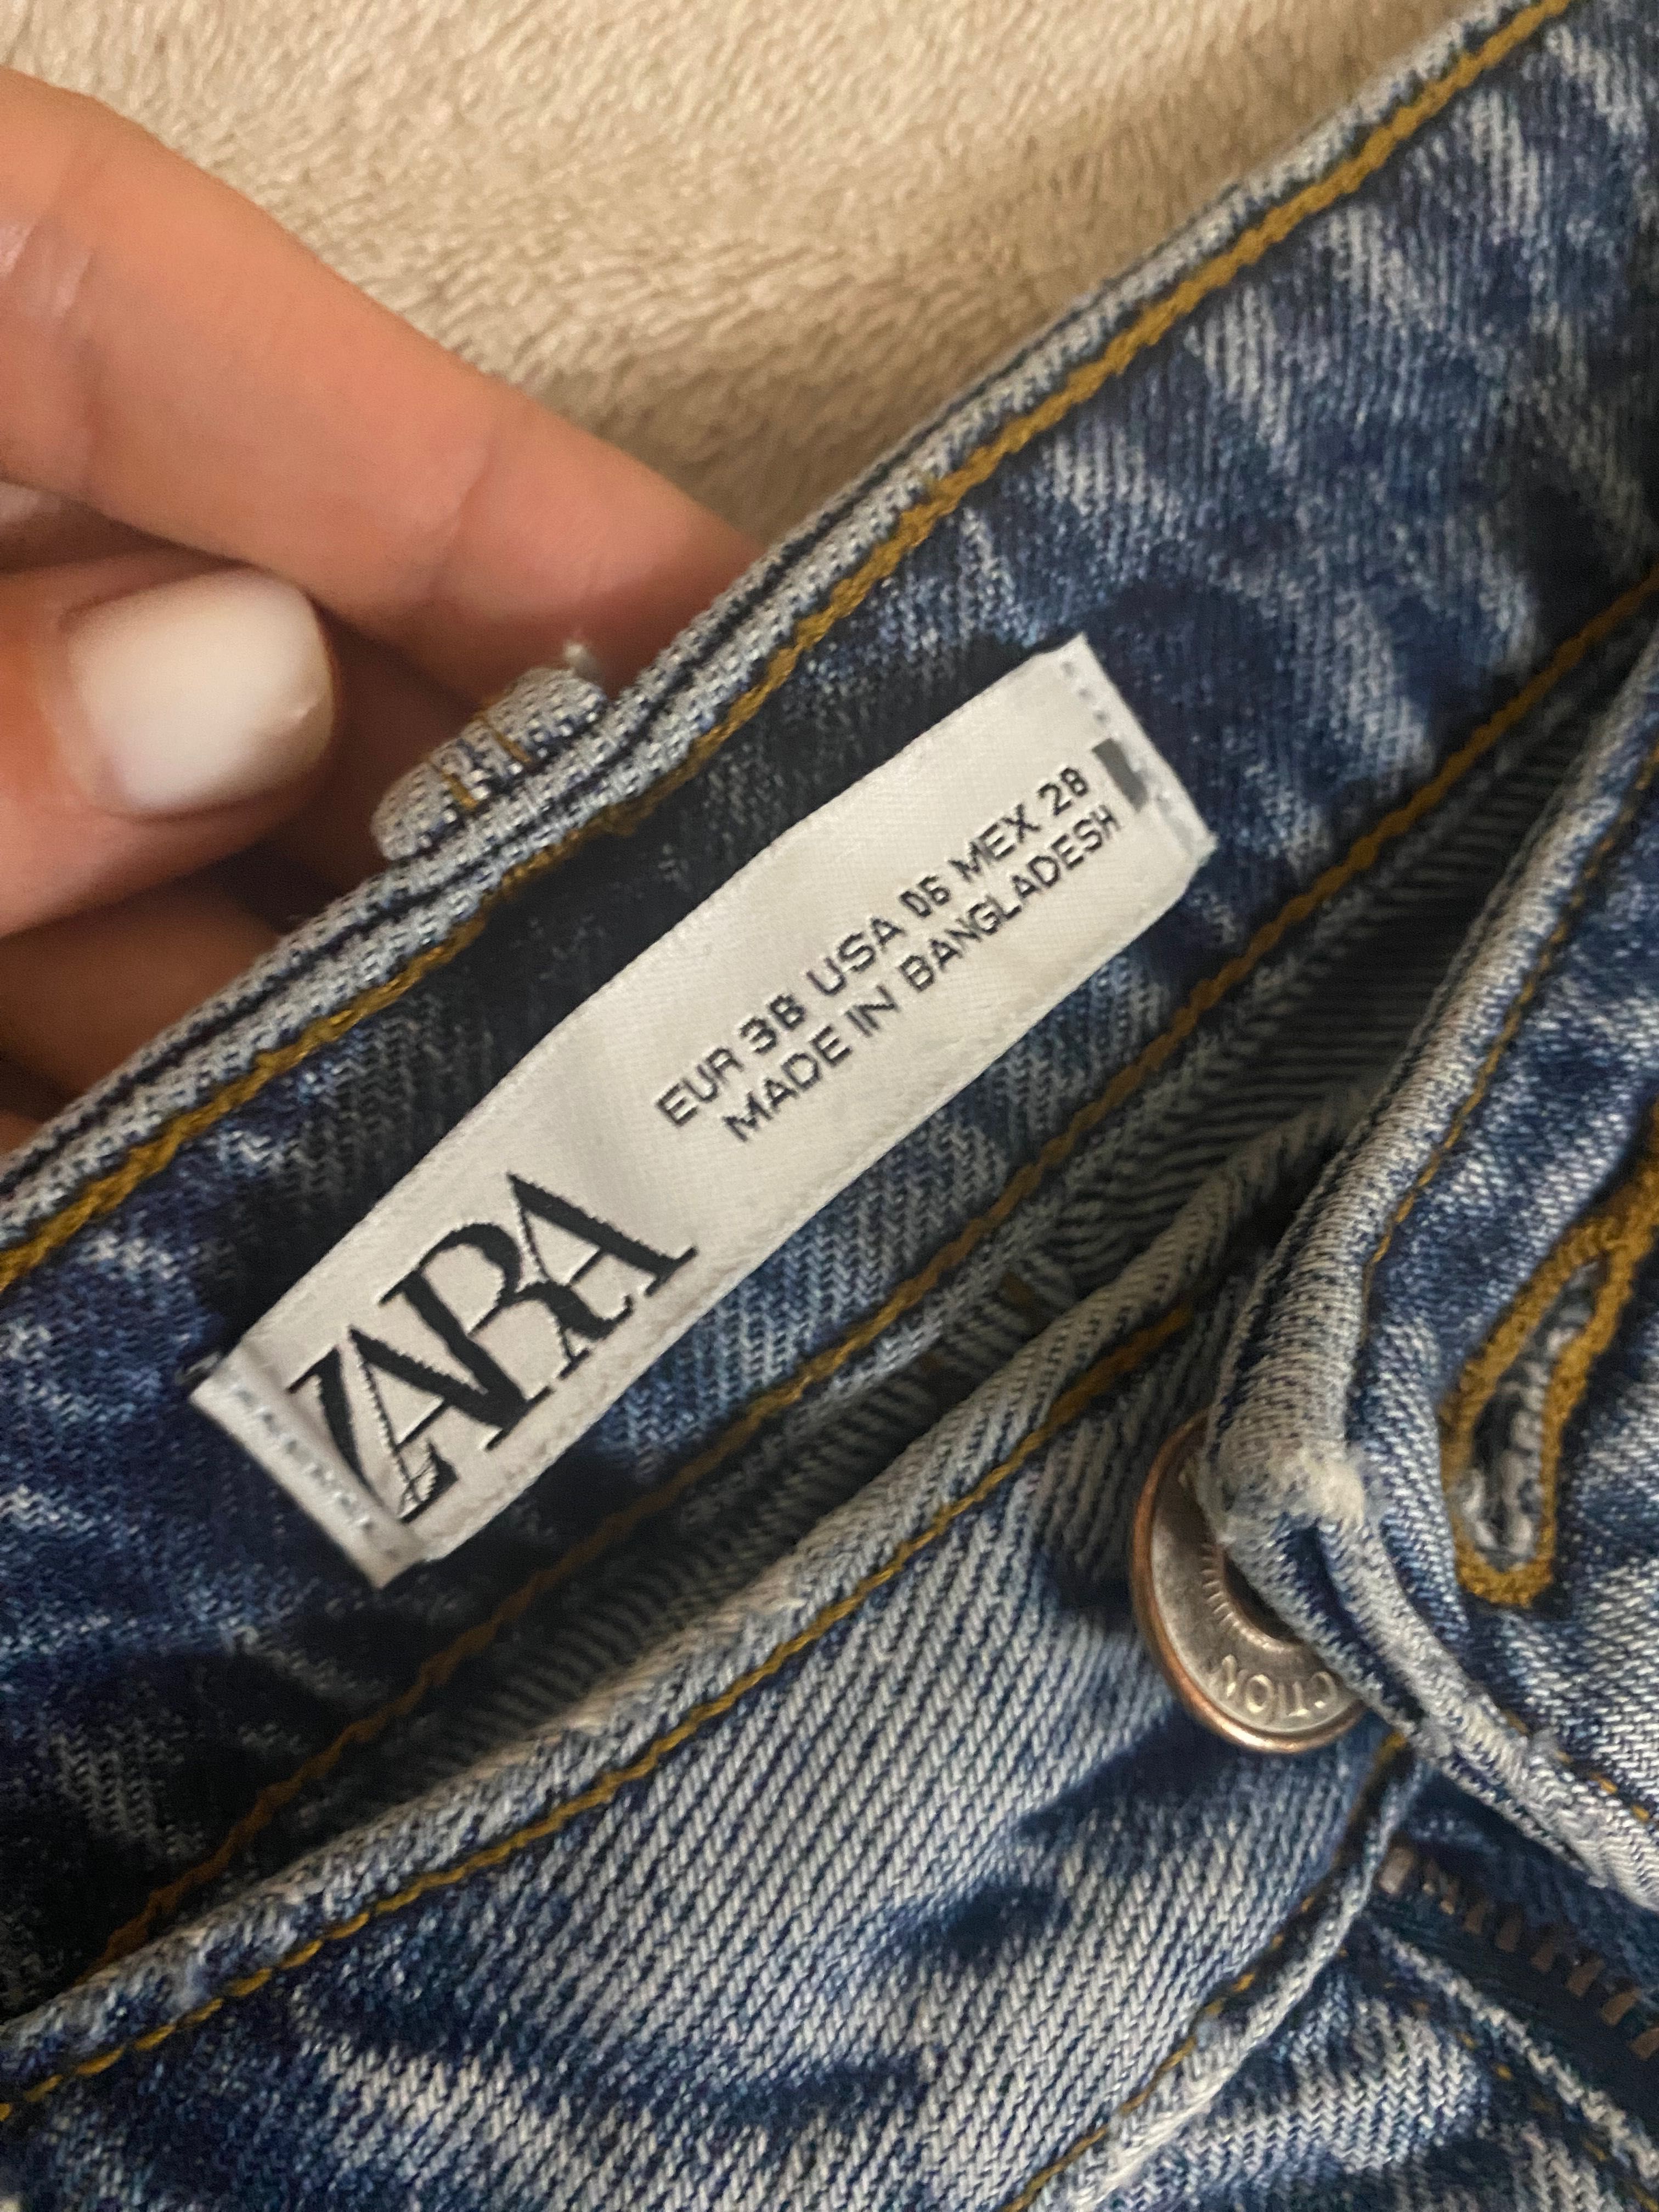 ZARA
EUR 38 USA 06 MEX 28
MADE IN BANGLADESH